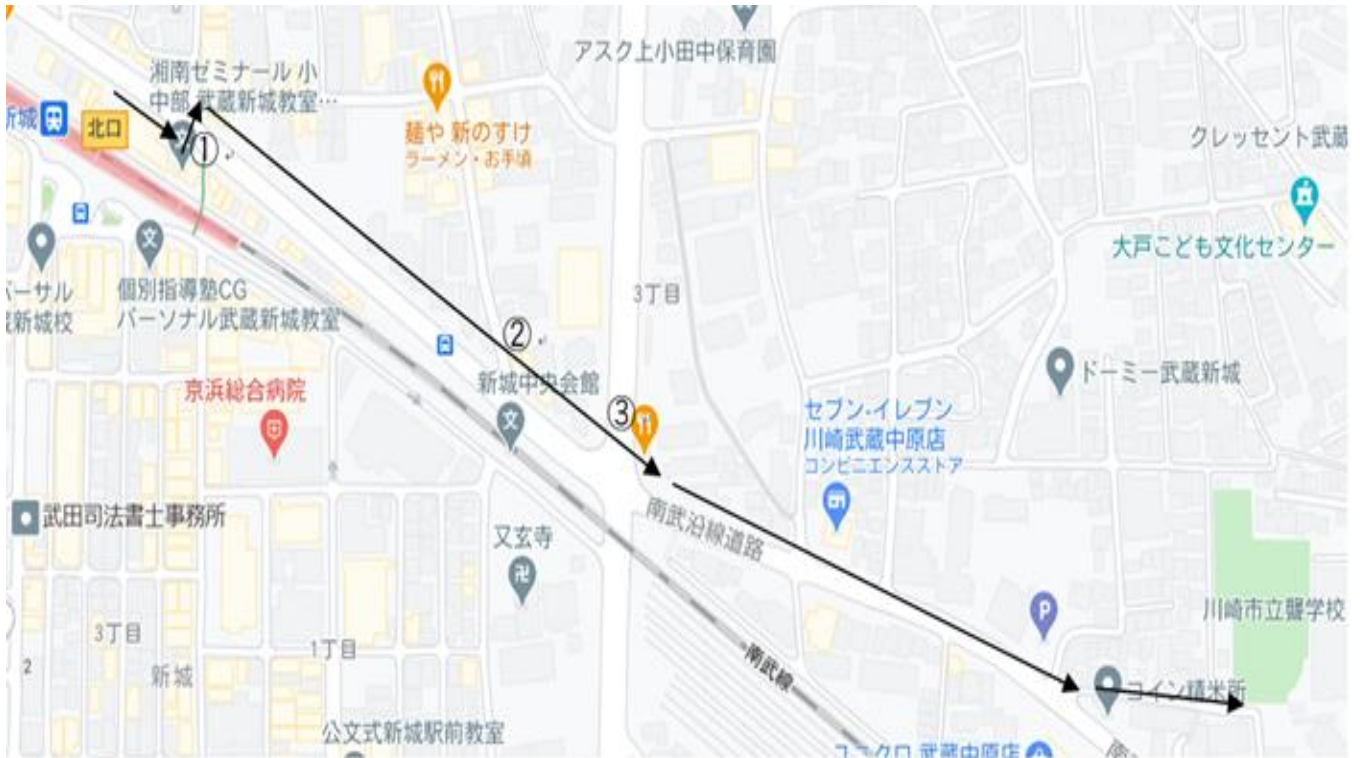 アスク上小田中保育園
湘南ゼミナール 小
中部 武蔵新城教室…
新城
北口
①
麺や 新のすけ
ラーメン・お手頃
クレッセント武蔵
大戸こども文化センター
ーサル
新城校
個別指導塾CG
パーソナル武蔵新城教室
3丁目
②
新城中央会館
京浜総合病院
③
セブン-イレブン
川崎武蔵中原店
コンビニエンスストア
ドーミー武蔵新城
武田司法書士事務所
又玄寺
南武沿線道路
P
川崎市立聾学校
3丁目
1丁目
2
新城
南武線
コイン精米所
公文式新城駅前教室
ユニクロ 武蔵中原店
南